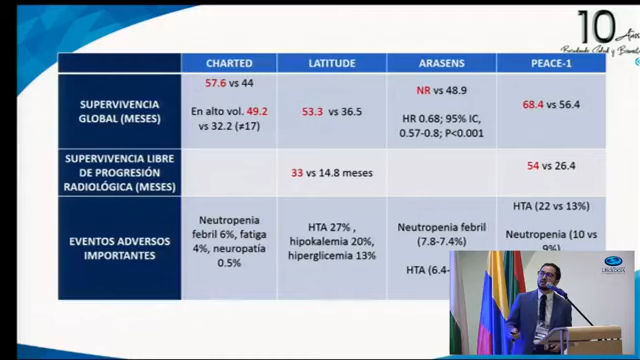 10 Años
CHARTED
LATITUDE
ARASENS
PEACE-1
SUPERVIVENCIA
GLOBAL (MESES)
57.6 vs 44
En alto vol. 49.2
vs 32.2 (≠17)
53.3 vs 36.5
NR vs 48.9
HR 0.68; 95% IC,
0.57-0.8; P<0.001
68.4 vs 56.4
SUPERVIVENCIA LIBRE
DE PROGRESIÓN
RADIOLÓGICA (MESES)
33 vs 14.8 meses
54 vs 26.4
EVENTOS ADVERSOS
IMPORTANTES
Neutropenia
febril 6%, fatiga
4%, neuropatía
0.5%
HTA 27% ,
hipokalemia 20%,
hiperglicemia 13%
Neutropenia febril
(7.8-7.4%)
HTA (6.4-
HTA (22 vs 13%)
Neutropenia (10 vs
9%)